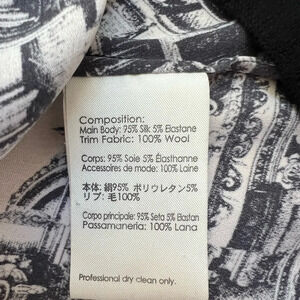 Composition:
Main Body: 95% Silk 5% Elastane
Trim Fabric: 100% Wool
Corps: 95% Soie 5% Élasthanne
Accessoires de mode: 100% Laine
本体: 絹95% ポリウレタン5%
リブ: 毛100%
Corpo principale: 95% Seta 5% Elastan
Passamaneria: 100% Lana
Professional dry clean only.